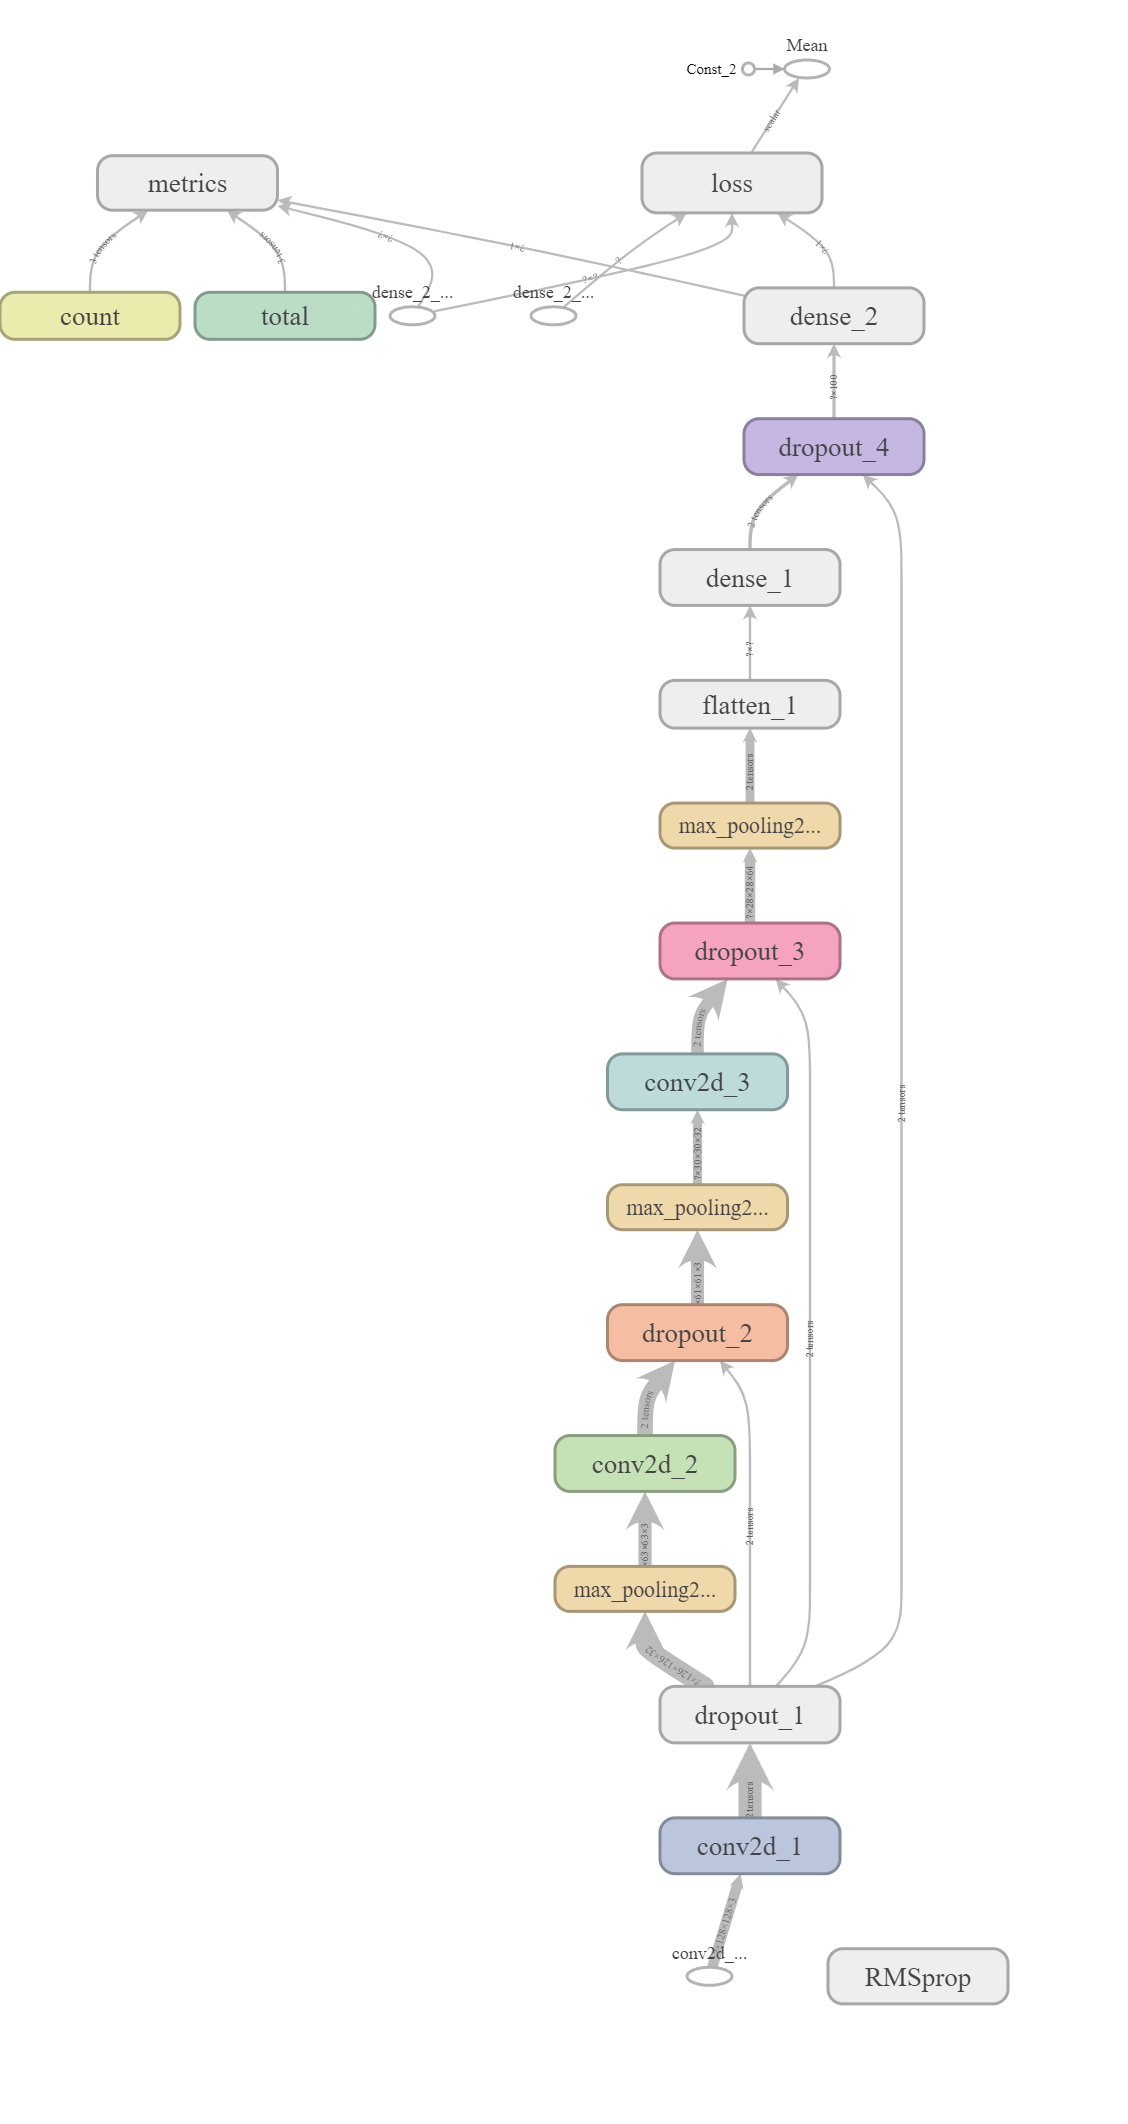 Mean
Const_2
scalar
metrics
loss
3 tensors
3 tensors
?×?
?×1
?
?×?
?×1
count
total
dense_2_...
dense_2_...
dense_2
?×100
dropout_4
2 tensors
dense_1
?×?
flatten_1
2 tensors
max_pooling2...
?×28×28×64
dropout_3
2 tensors
conv2d_3
2 tensors
?×30×30×32
max_pooling2...
×61×61×3
dropout_2
2 tensors
2 tensors
conv2d_2
2 tensors
×63×63×3
max_pooling2...
?×126×126×32
dropout_1
2 tensors
conv2d_1
×128×128×3
conv2d_...
RMSprop